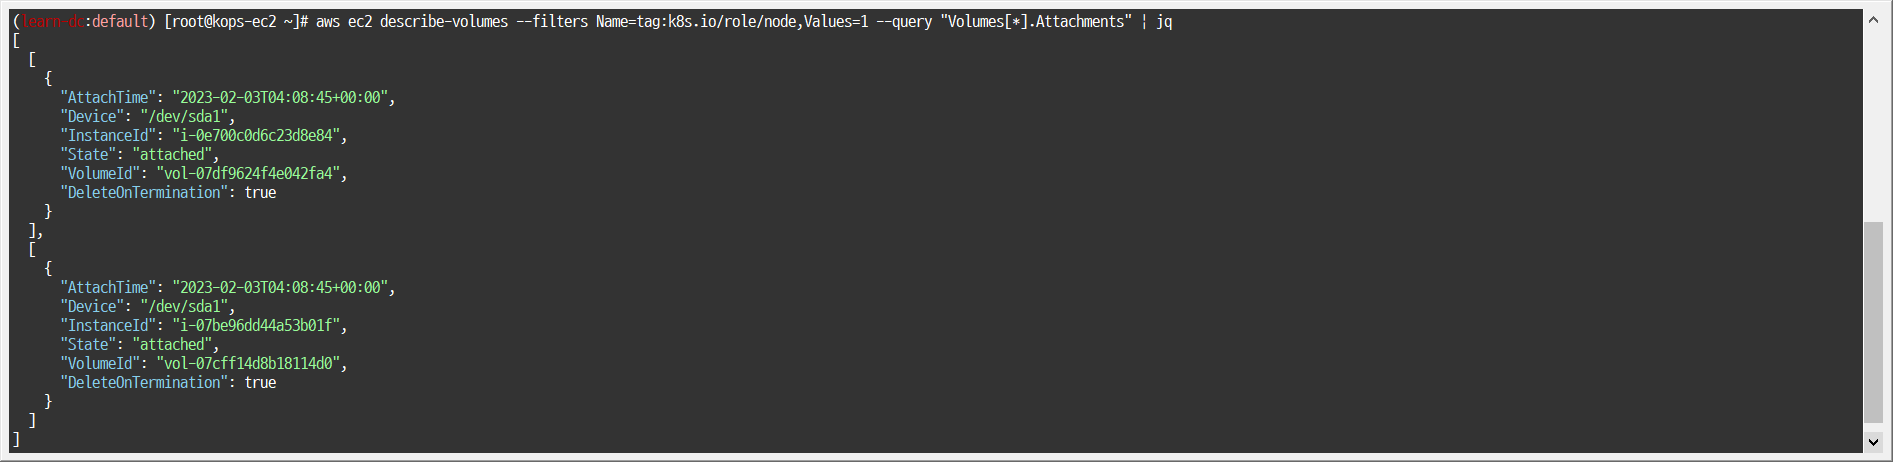 (learn-dc:default) [root@kops-ec2 ~]# aws ec2 describe-volumes --filters Name=tag:k8s.io/role/node,Values=1 --query "Volumes[*].Attachments" | jq
[
  [
    {
      "AttachTime": "2023-02-03T04:08:45+00:00",
      "Device": "/dev/sda1",
      "InstanceId": "i-0e700c0d6c23d8e84",
      "State": "attached",
      "VolumeId": "vol-07df9624f4e042fa4",
      "DeleteOnTermination": true
    }
  ],
  [
    {
      "AttachTime": "2023-02-03T04:08:45+00:00",
      "Device": "/dev/sda1",
      "InstanceId": "i-07be96dd44a53b01f",
      "State": "attached",
      "VolumeId": "vol-07cff14d8b18114d0",
      "DeleteOnTermination": true
    }
  ]
]